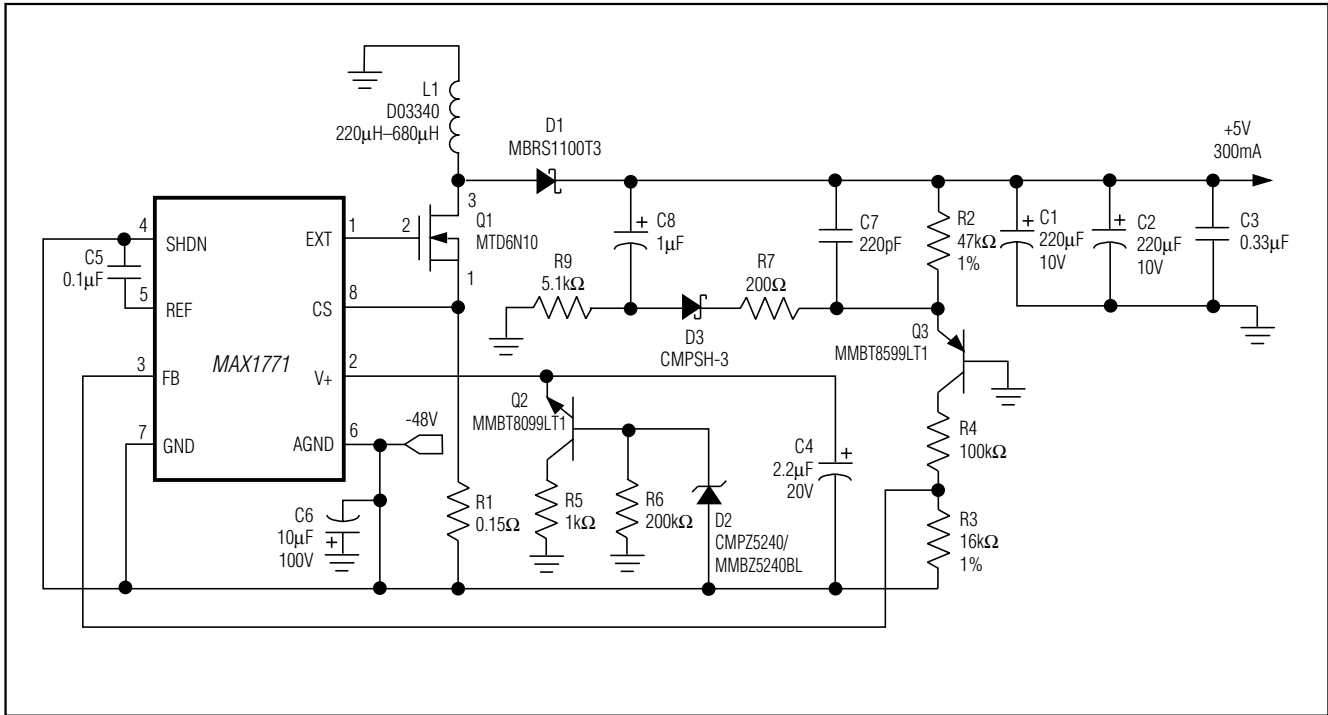 L1
D03340
220µH–680µH
D1
MBRS1100T3
+5V
300mA
3
2
Q1
MTD6N10
1
4
SHDN
EXT
1
C5
0.1µF
5
REF
CS
8
MAX1771
3
FB
V+
2
7
GND
AGND
6
-48V
C8
1µF
+
C7
220pF
R2
47kΩ
1%
+
C1
220µF
10V
+
C2
220µF
10V
C3
0.33µF
R9
5.1kΩ
D3
CMPSH-3
R7
200Ω
Q3
MMBT8599LT1
Q2
MMBT8099LT1
C4
2.2µF
20V
+
R4
100kΩ
C6
10µF
100V
+
R1
0.15Ω
R5
1kΩ
R6
200kΩ
D2
CMPZ5240/
MMBZ5240BL
R3
16kΩ
1%